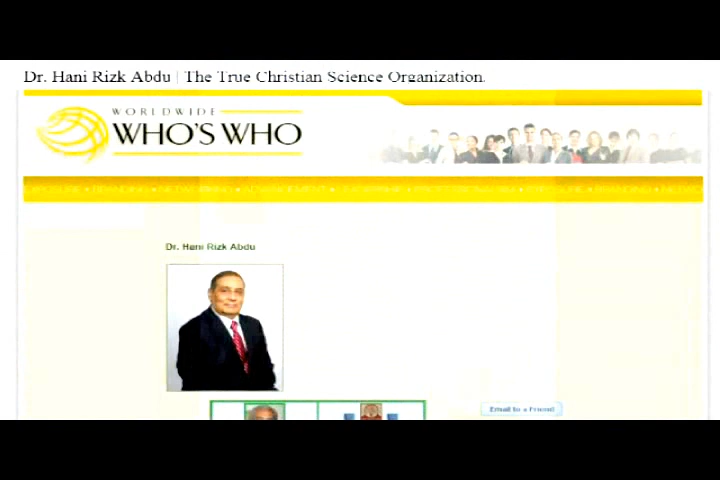 Dr. Hani Rizk Abdu | The True Christian Science Organization.
WORLDWIDE
WHO'S WHO
Dr. Hani Rizk Abdu
Email to a Friend